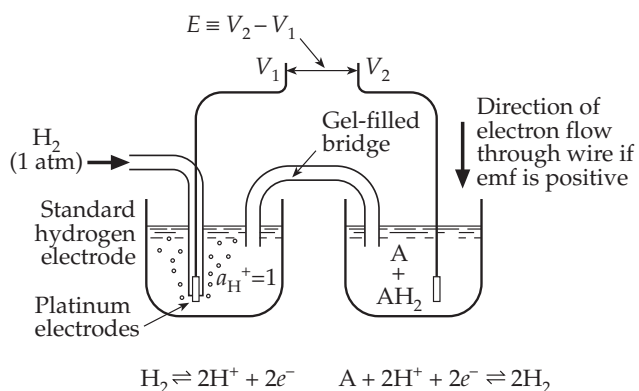 E ≡ V₂ – V₁
V₁
V₂
H₂
(1 atm)
Gel-filled
bridge
Direction of
electron flow
through wire if
emf is positive
Standard
hydrogen
electrode
a_H⁺=1
A
+
AH₂
Platinum
electrodes
H₂ ⇌ 2H⁺ + 2e⁻
A + 2H⁺ + 2e⁻ ⇌ 2H₂